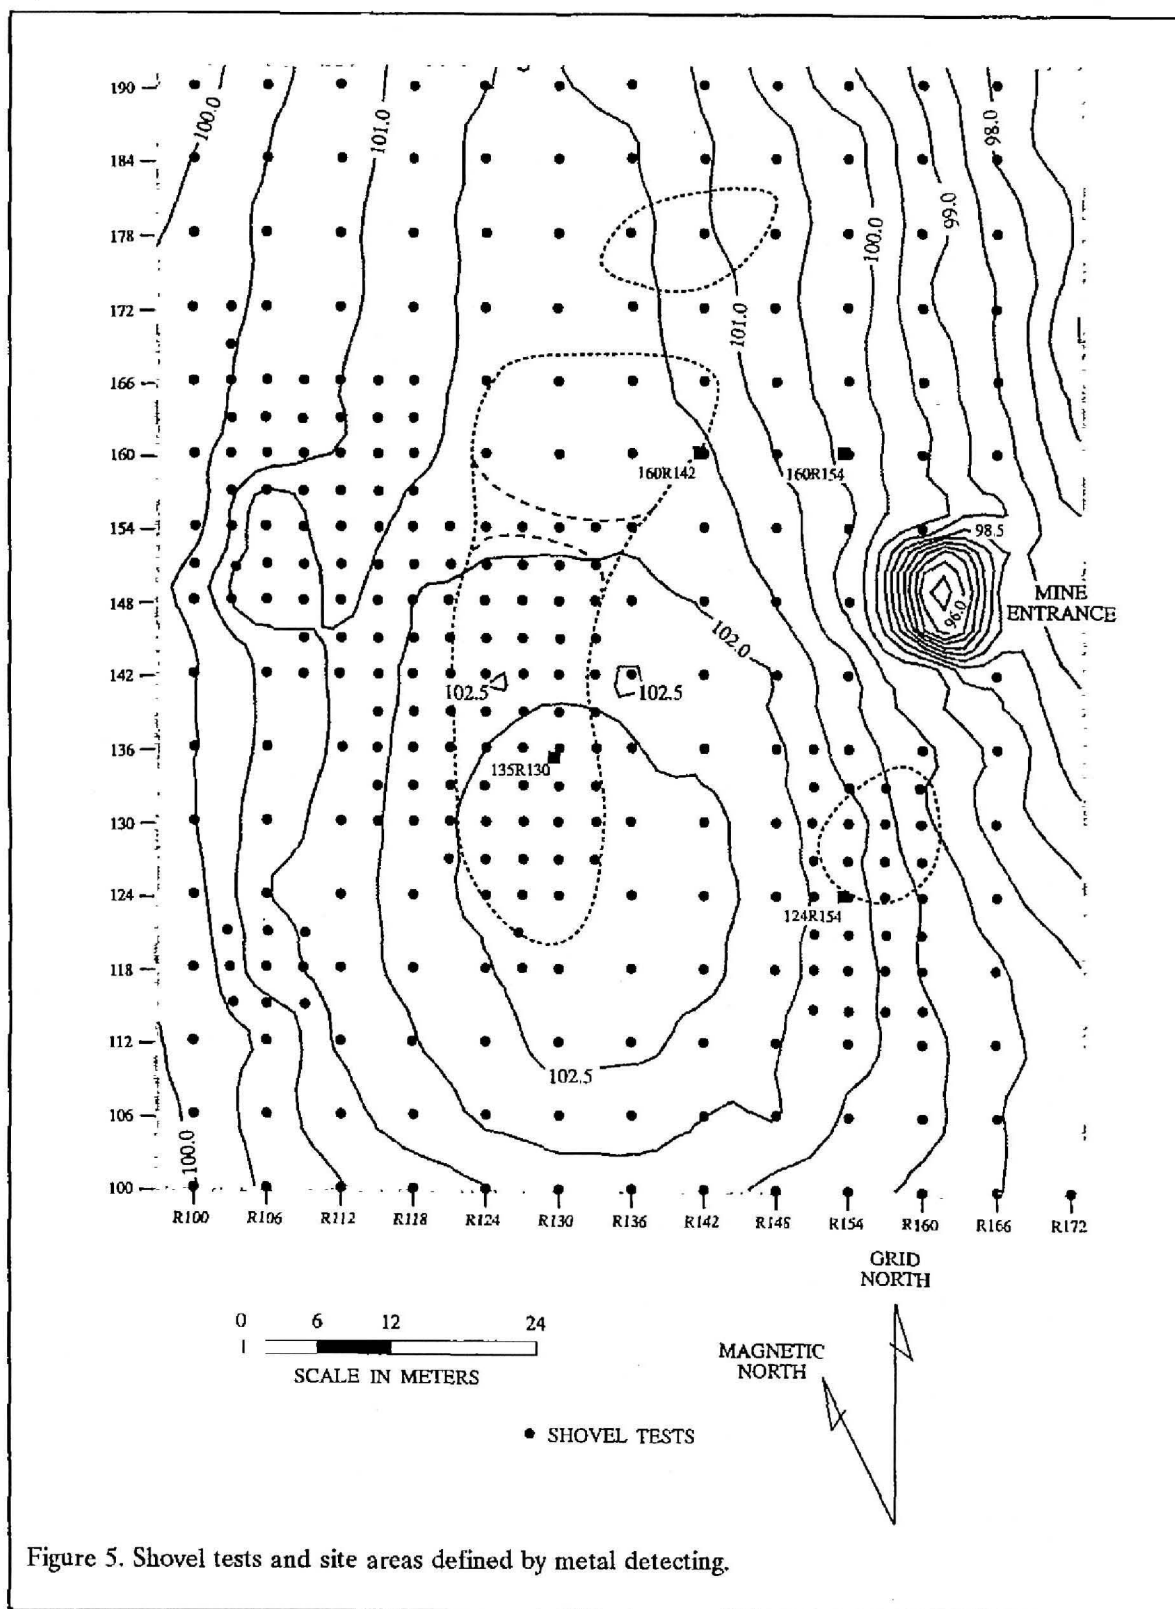 190
184
178
172
166
160
154
148
142
136
130
124
118
112
106
100
100.0
101.0
98.0
99.0
100.0
101.0
160R142
160R154
98.5
MINE
ENTRANCE
96.0
102.0
102.5
102.5
135R130
124R154
102.5
100.0
R100
R106
R112
R118
R124
R130
R136
R142
R148
R154
R160
R166
R172
GRID
NORTH
0 6 12 24
SCALE IN METERS
MAGNETIC
NORTH
SHOVEL TESTS
Figure 5. Shovel tests and site areas defined by metal detecting.